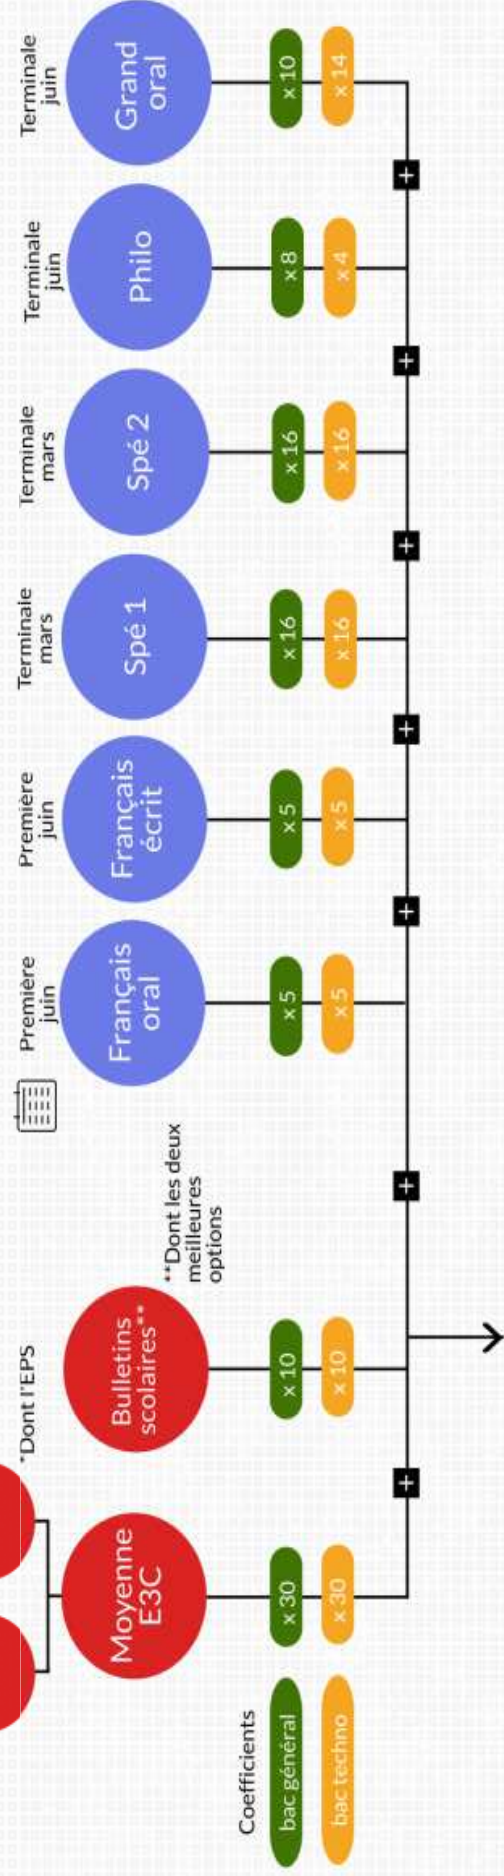 *Dont l'EPS
Moyenne
E3C
Bulletins
scolaires**
**Dont les deux
meilleures
options
Première
juin
Français
oral
Première
juin
Français
écrit
Terminale
mars
Spé 1
Terminale
mars
Spé 2
Terminale
juin
Philo
Terminale
juin
Grand
oral
Coefficients
bac général
x 30
x 10
x 5
x 5
x 16
x 16
x 8
x 10
bac techno
x 30
x 10
x 5
x 5
x 16
x 16
x 4
x 14
+
+
+
+
+
+
+